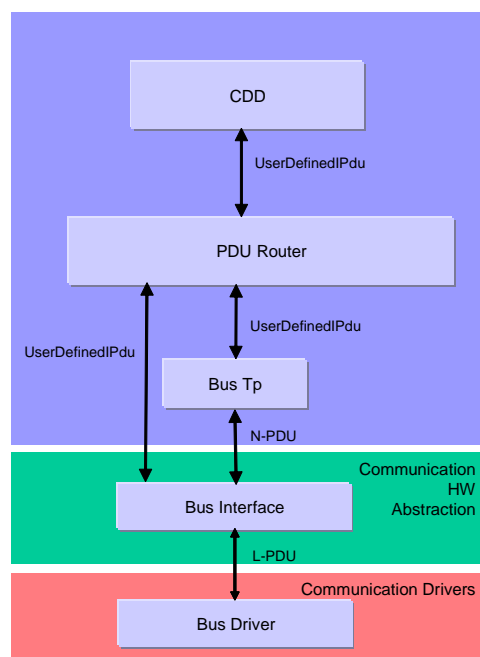 CDD
UserDefinedIPdu
PDU Router
UserDefinedIPdu
UserDefinedIPdu
Bus Tp
N-PDU
Communication
HW
Abstraction
Bus Interface
L-PDU
Communication Drivers
Bus Driver